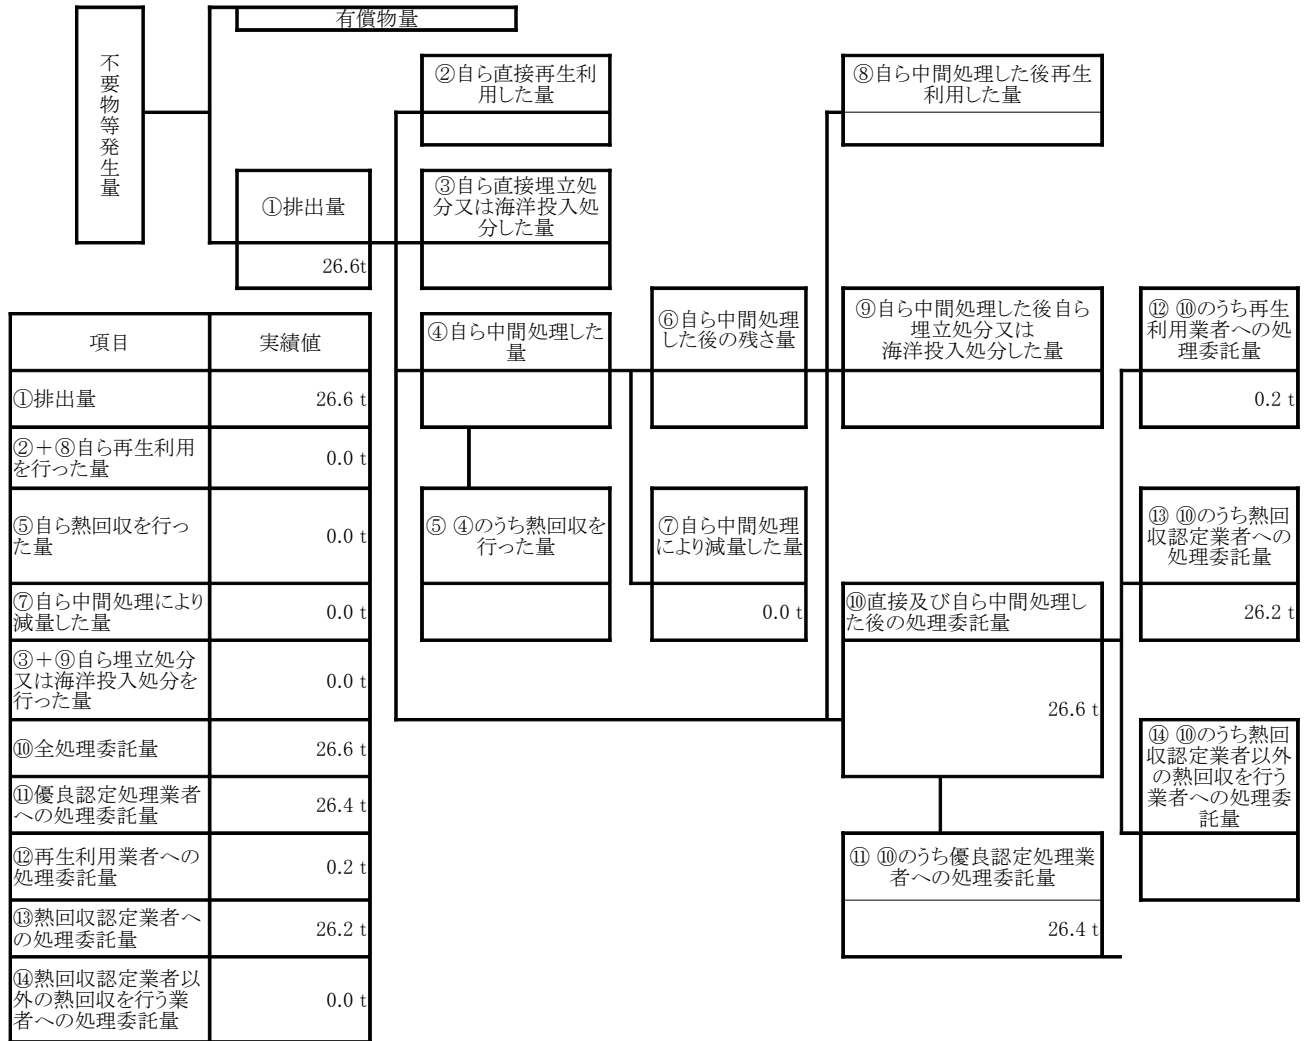 有償物量
不要物等発生量
②自ら直接再生利
用した量
⑧自ら中間処理した後再生
利用した量
①排出量
26.6t
③自ら直接埋立処
分又は海洋投入処
分した量
④自ら中間処理した
量
⑥自ら中間処理
した後の残さ量
⑨自ら中間処理した後自ら
埋立処分又は
海洋投入処分した量
⑫ ⑩のうち再生
利用業者への処
理委託量
0.2 t
⑤ ④のうち熱回収を
行った量
⑦自ら中間処理
により減量した量
0.0 t
⑬ ⑩のうち熱回
収認定業者への
処理委託量
26.2 t
⑩直接及び自ら中間処理し
た後の処理委託量
26.6 t
⑭ ⑩のうち熱回
収認定業者以外
の熱回収を行う
業者への処理委
託量
⑪ ⑩のうち優良認定処理業
者への処理委託量
26.4 t
項目 実績値
①排出量 26.6 t
②＋⑧自ら再生利用
を行った量
0.0 t
⑤自ら熱回収を行っ
た量
0.0 t
⑦自ら中間処理により
減量した量
0.0 t
③＋⑨自ら埋立処分
又は海洋投入処分を
行った量
0.0 t
⑩全処理委託量 26.6 t
⑪優良認定処理業者
への処理委託量
26.4 t
⑫再生利用業者への
処理委託量
0.2 t
⑬熱回収認定業者へ
の処理委託量
26.2 t
⑭熱回収認定業者以
外の熱回収を行う業
者への処理委託量
0.0 t